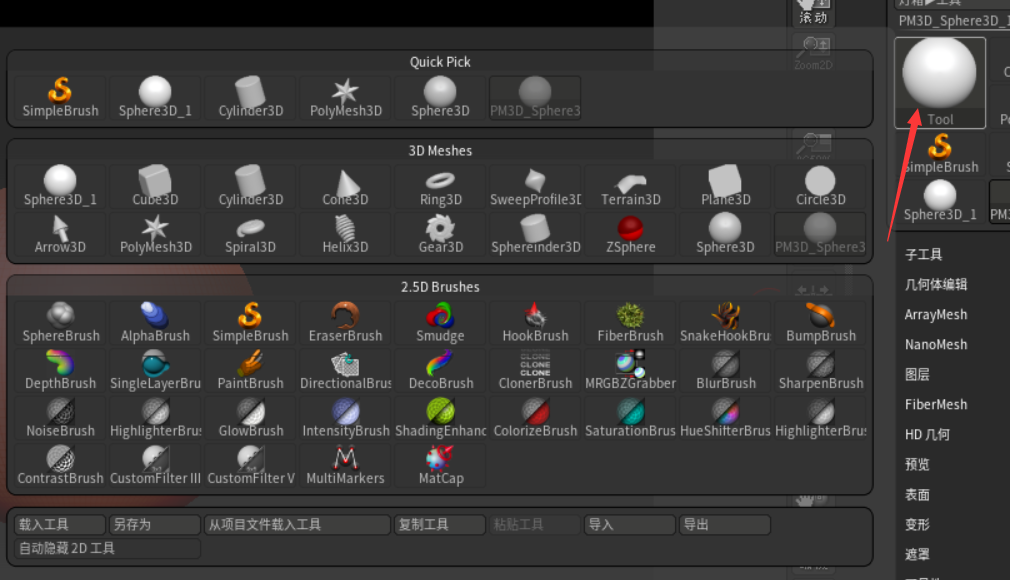 滚动
Zoom2D
灯箱▶工具
PM3D_Sphere3D_1
Tool
SimpleBrush
Sphere3D_1
PM3
子工具
几何体编辑
ArrayMesh
NanoMesh
图层
FiberMesh
HD 几何
预览
表面
变形
遮罩
Quick Pick
SimpleBrush Sphere3D_1 Cylinder3D PolyMesh3D Sphere3D PM3D_Sphere3
3D Meshes
Sphere3D_1 Cube3D Cylinder3D Cone3D Ring3D SweepProfile3D Terrain3D Plane3D Circle3D
Arrow3D PolyMesh3D Spiral3D Helix3D Gear3D Sphereinder3D ZSphere Sphere3D PM3D_Sphere3
2.5D Brushes
SphereBrush AlphaBrush SimpleBrush EraserBrush Smudge HookBrush FiberBrush SnakeHookBru BumpBrush
DepthBrush SingleLayerBru PaintBrush DirectionalBrus DecoBrush ClonerBrush MRGBZGrabber BlurBrush SharpenBrush
CLONE
CLONE
CLONE
NoiseBrush HighlighterBrus GlowBrush IntensityBrush ShadingEnhanc ColorizeBrush SaturationBrus HueShifterBrus HighlighterBrus
ContrastBrush CustomFilter III CustomFilter V MultiMarkers MatCap
载入工具 另存为 从项目文件载入工具 复制工具 粘贴工具 导入 导出
自动隐藏 2D 工具